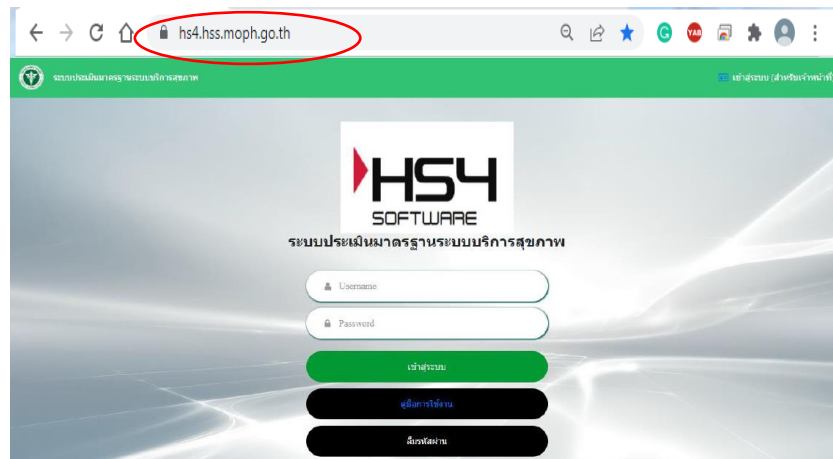 hs4.hss.moph.go.th
ระบบประเมินมาตรฐานระบบบริการสุขภาพ
เข้าสู่ระบบ (สำหรับเจ้าหน้าที่
HS4
SOFTWARE
ระบบประเมินมาตรฐานระบบบริการสุขภาพ
Username
Password
เข้าสู่ระบบ
คู่มือการใช้งาน
ลืมรหัสผ่าน